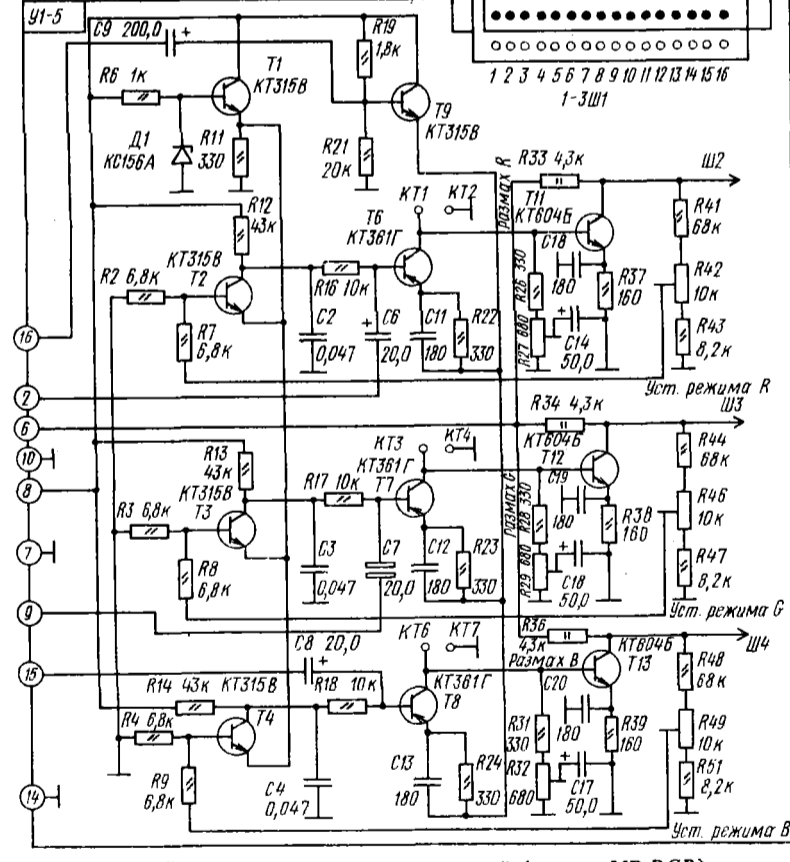 У1-5
С9 200,0 +
R19
1,8к
R6 1к
Т1
КТ315В
Т9
КТ315В
Д1
КС156А
R11
330
R21
20к
1 2 3 4 5 6 7 8 9 10 11 12 13 14 15 16
1-3Ш1
R33 4,3к
Ш2
Размах R
R12
43к
КТ1 КТ2
Т6
КТ361Г
Т11
КТ604Б
С18
180
R41
68к
КТ315В
Т2
R2 6,8к
R16 10к
R26 330
R37
160
R42
10к
R7
6,8к
С2
0,047
+ С6
20,0
С11
180
R22
330
R27 680
+
С14
50,0
R43
8,2к
16
2
6
10
8
7
9
15
14
Уст. режима R
R34 4,3к
Ш3
R13
43к
КТ3 КТ4
КТ361Г
Т7
КТ604Б
Т12
С19
180
R44
68к
КТ315В
Т3
R3 6,8к
R17 10к
Размах G
R28 330
R38
160
R46
10к
R8
6,8к
С3
0,047
С7
20,0
С12
180
R23
330
R29 680
+
С18
50,0
R47
8,2к
Уст. режима G
R36
4,3к
Ш4
С8 20,0
+
КТ6 КТ7
КТ604Б
Т13
Размах В
С20
180
R48
68к
R14 43к
КТ315В
R18 10к
КТ361Г
Т8
R4 6,8к
Т4
R31
330
R39
160
R49
10к
R9
6,8к
С4
0,047
С13
180
R24
330
R32
680
+
С17
50,0
R51
8,2к
Уст. режима В